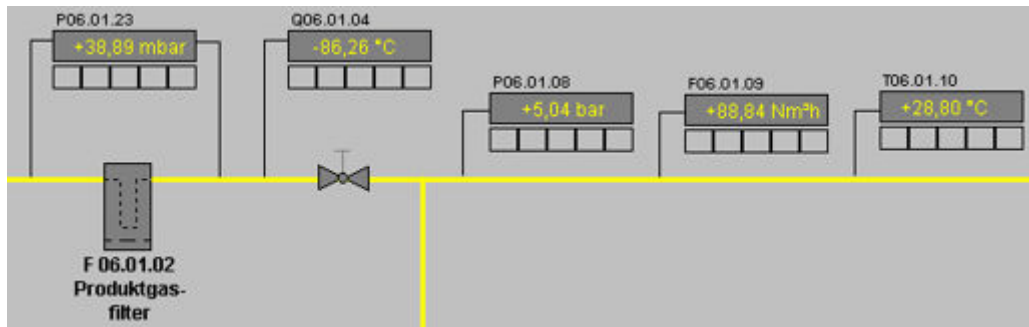 P06.01.23
+38,89 mbar
Q06.01.04
-86,26 °C
P06.01.08
+5,04 bar
F06.01.09
+88,84 Nm³h
T06.01.10
+28,80 °C
F 06.01.02
Produktgas-
filter